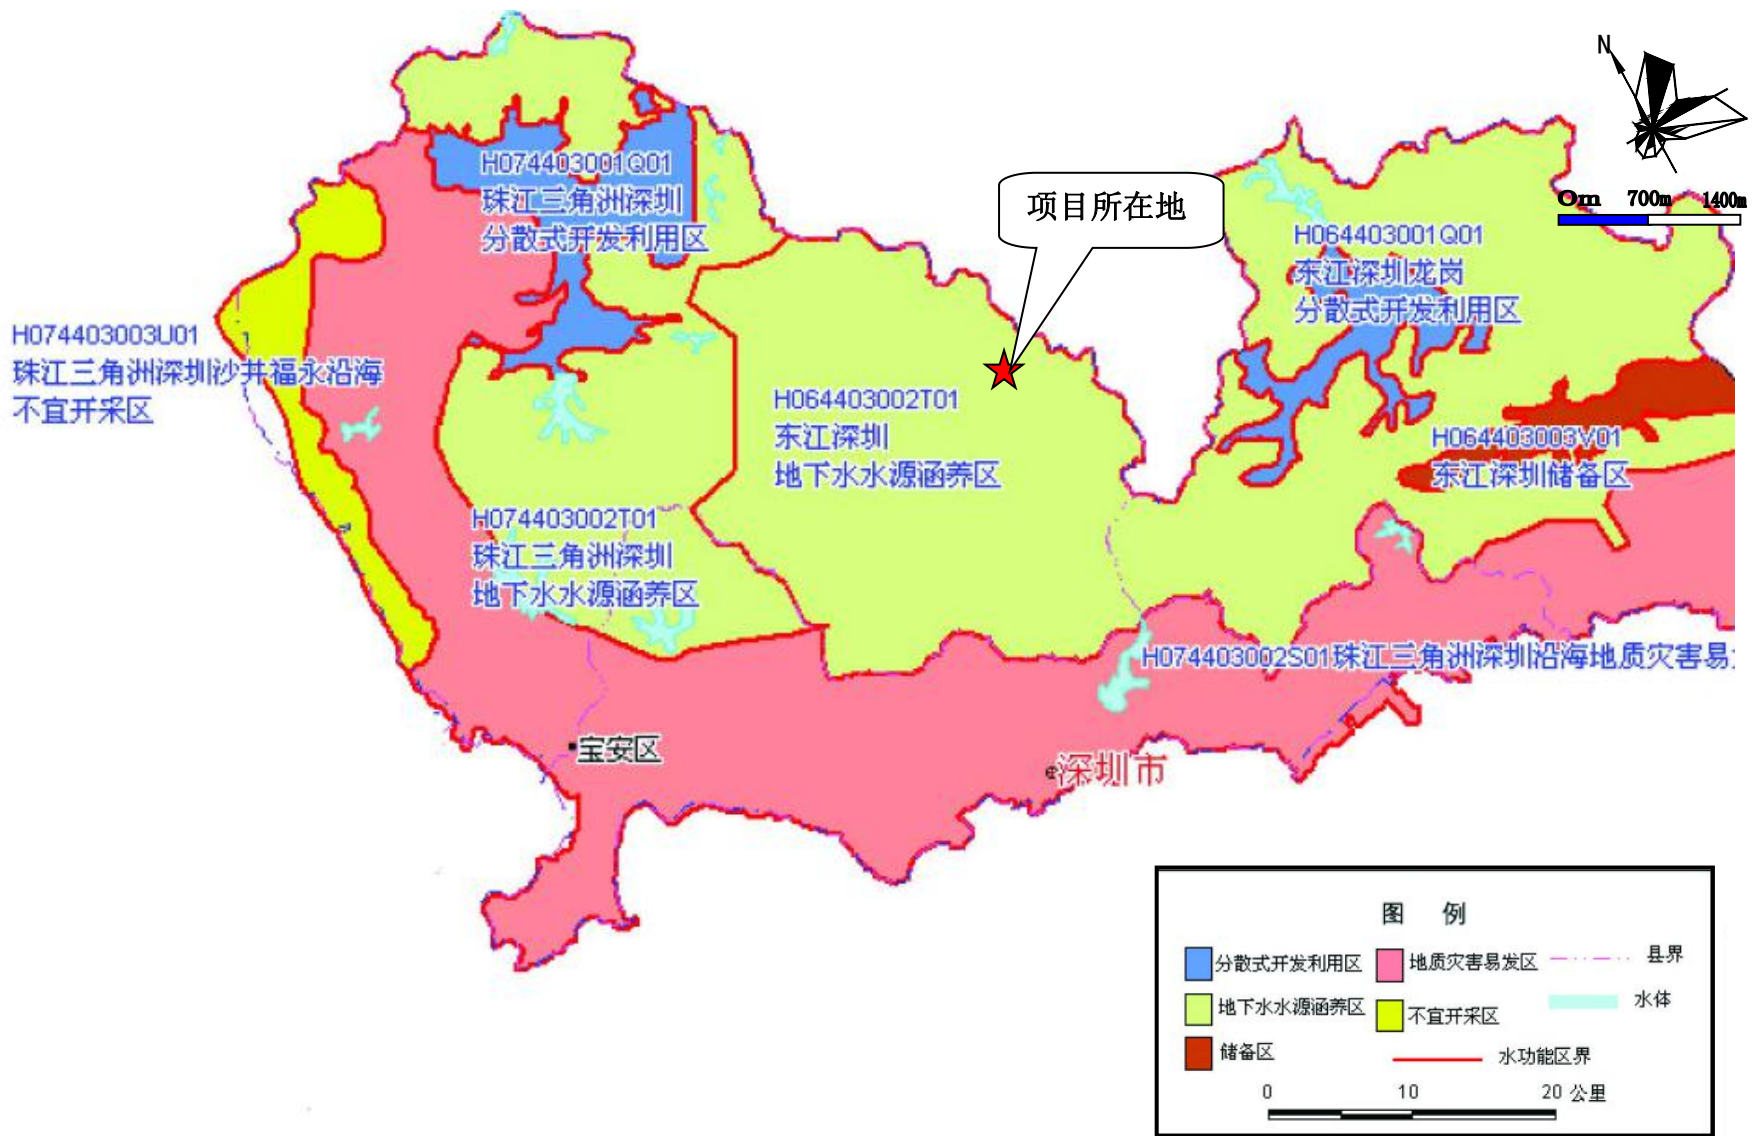 N
0m 700m 1400m
项目所在地
H074403001Q01
珠江三角洲深圳
分散式开发利用区
H064403001Q01
东江深圳龙岗
分散式开发利用区
H074403003U01
珠江三角洲深圳沙井福永沿海
不宜开采区
H064403002T01
东江深圳
地下水水源涵养区
H064403003V01
东江深圳储备区
H074403002T01
珠江三角洲深圳
地下水水源涵养区
H074403002S01珠江三角洲深圳沿海地质灾害易
宝安区
深圳市
图 例
分散式开发利用区
地质灾害易发区
县界
地下水水源涵养区
不宜开采区
水体
储备区
水功能区界
0 10 20 公里